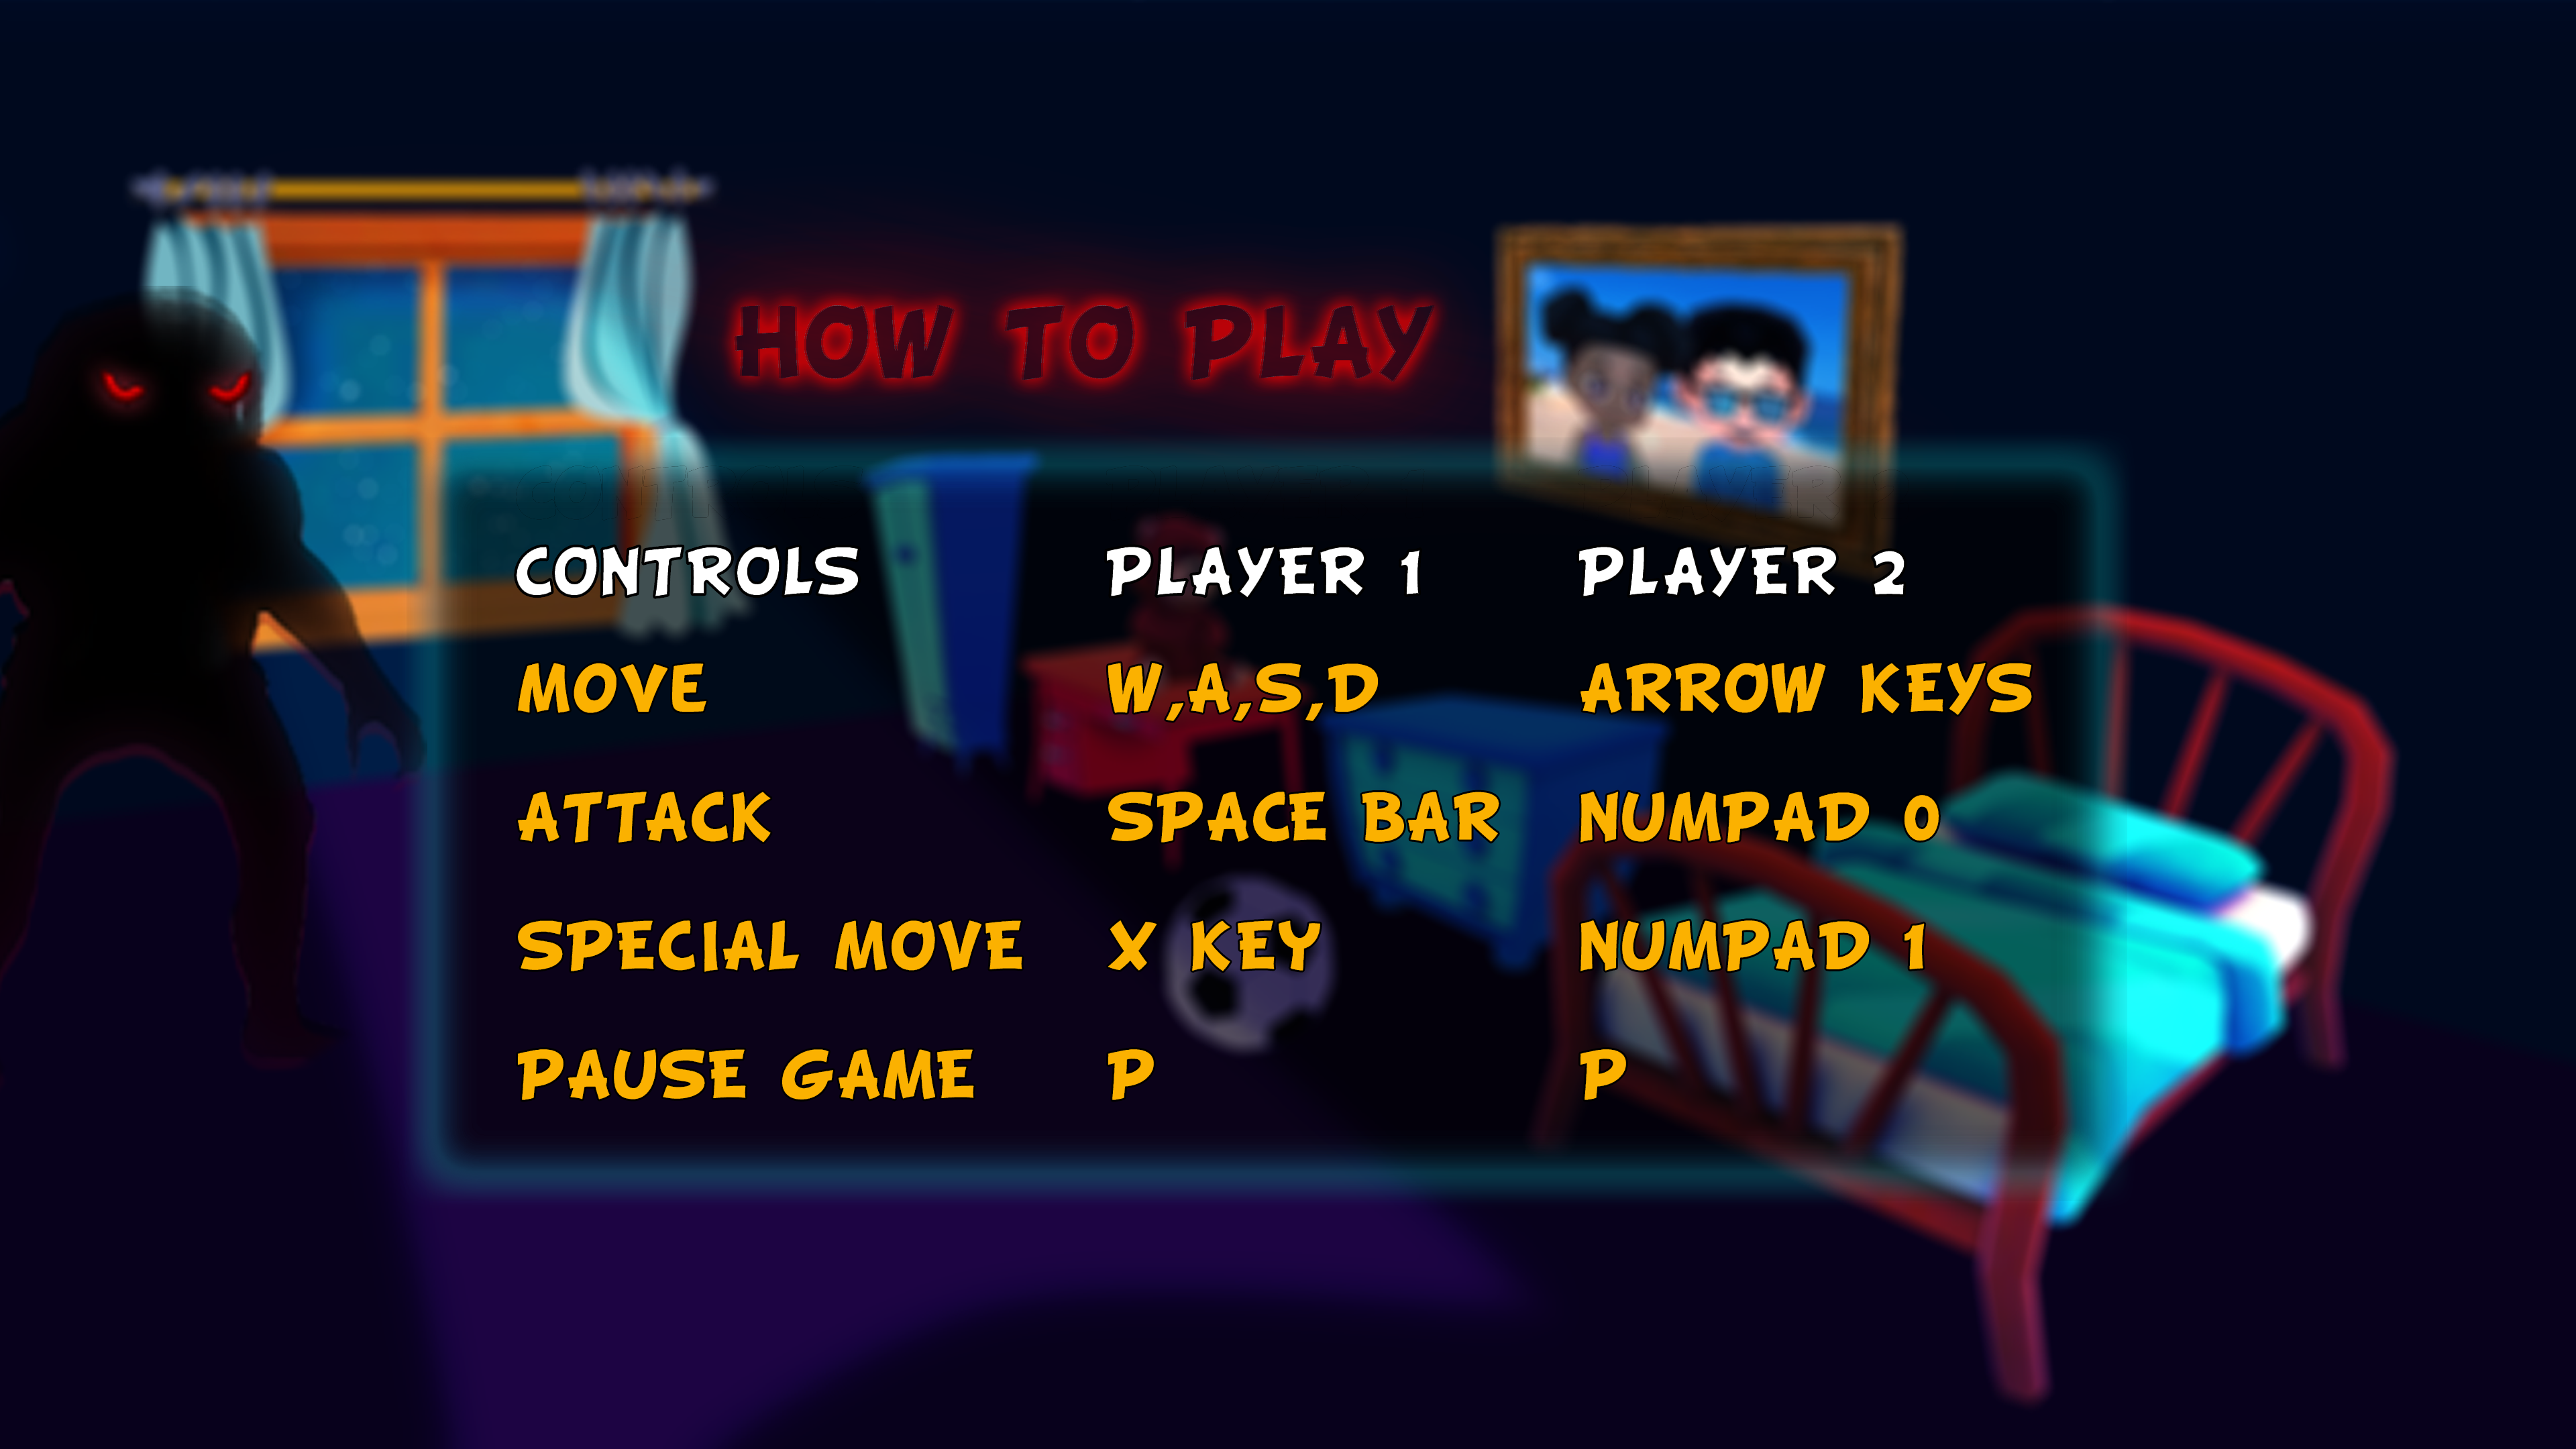 HOW TO PLAY
CONTROLS PLAYER 1 PLAYER 2
MOVE W,A,S,D ARROW KEYS
ATTACK SPACE BAR NUMPAD 0
SPECIAL MOVE X KEY NUMPAD 1
PAUSE GAME P P